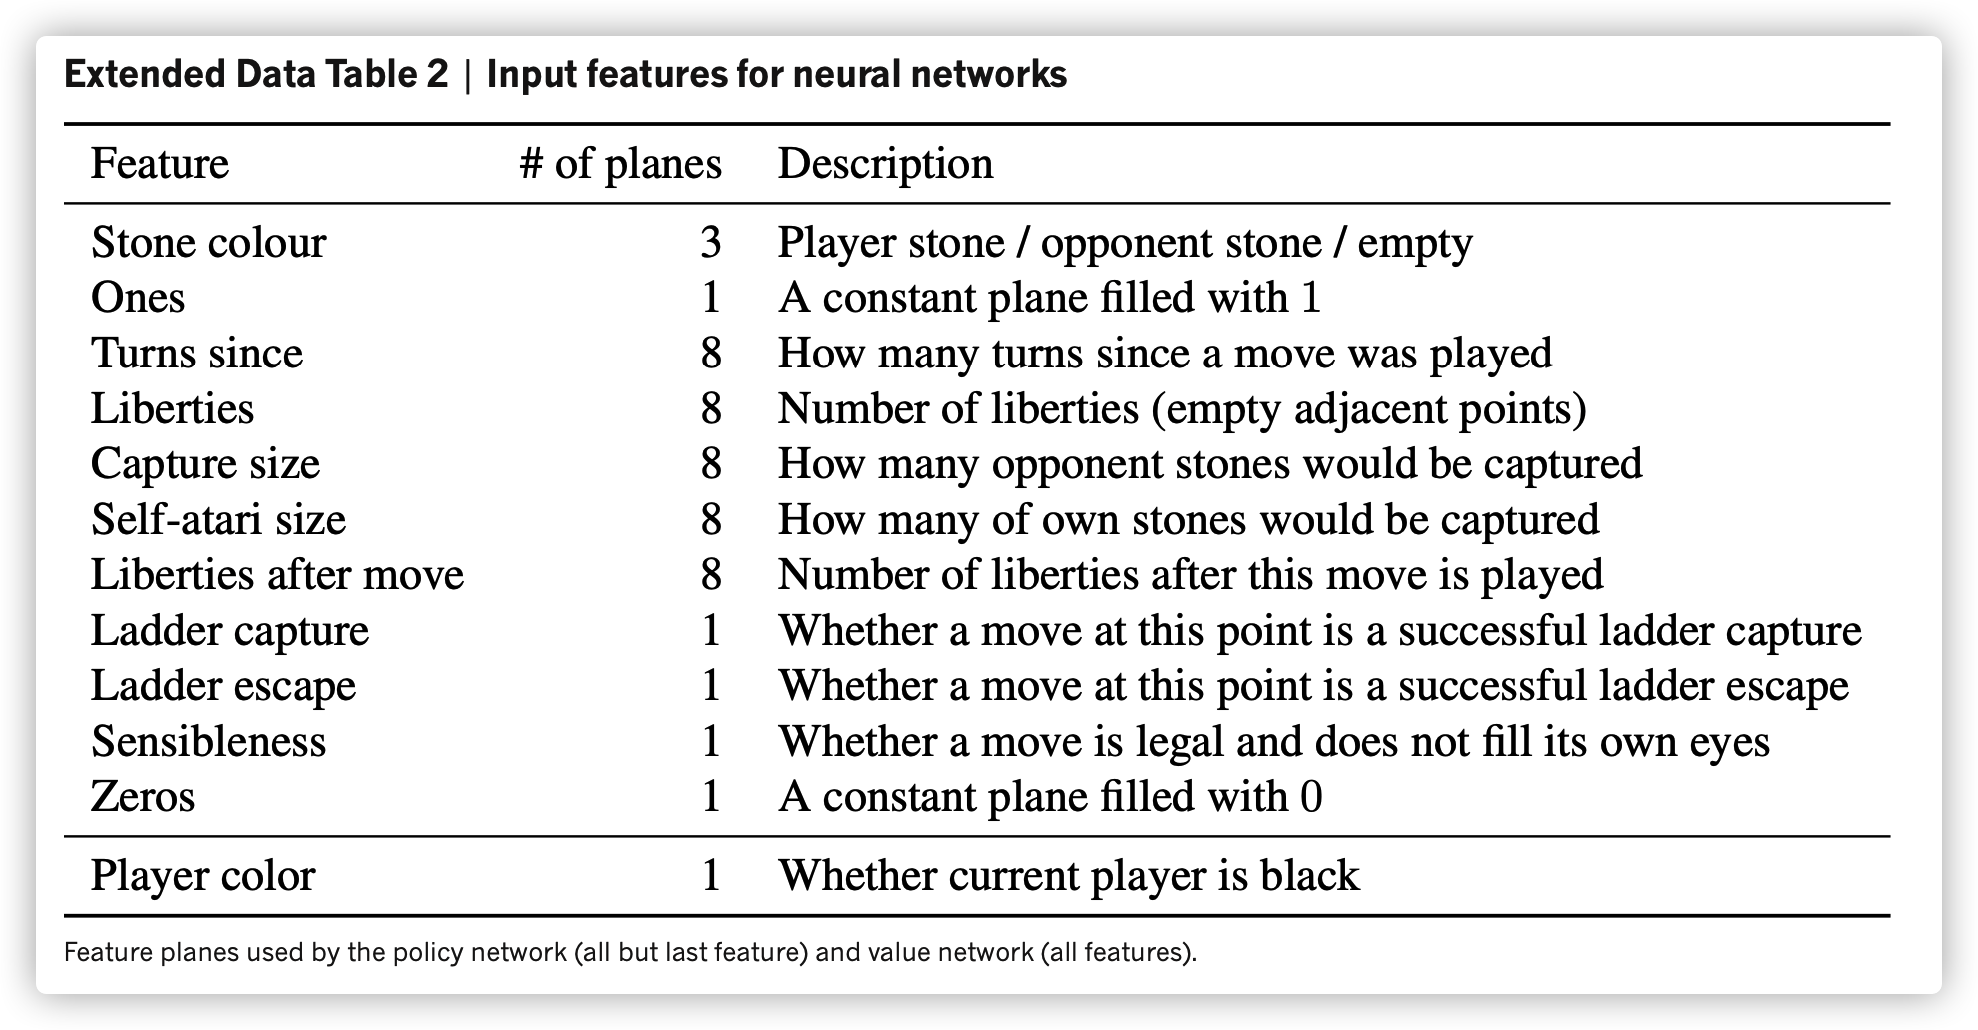 Extended Data Table 2 | Input features for neural networks
Feature # of planes Description
Stone colour 3 Player stone / opponent stone / empty
Ones 1 A constant plane filled with 1
Turns since 8 How many turns since a move was played
Liberties 8 Number of liberties (empty adjacent points)
Capture size 8 How many opponent stones would be captured
Self-atari size 8 How many of own stones would be captured
Liberties after move 8 Number of liberties after this move is played
Ladder capture 1 Whether a move at this point is a successful ladder capture
Ladder escape 1 Whether a move at this point is a successful ladder escape
Sensibleness 1 Whether a move is legal and does not fill its own eyes
Zeros 1 A constant plane filled with 0
Player color 1 Whether current player is black
Feature planes used by the policy network (all but last feature) and value network (all features).